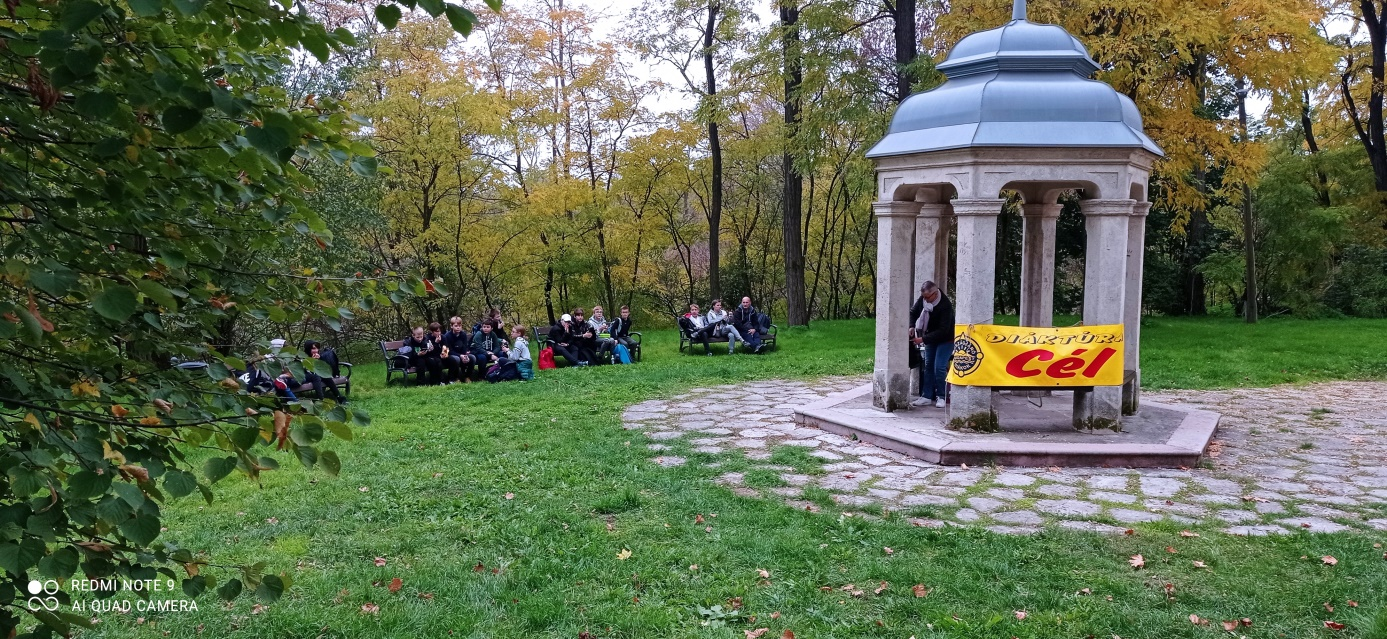 DIÁKTÚRA
Cél
REDMI NOTE 9
AI QUAD CAMERA